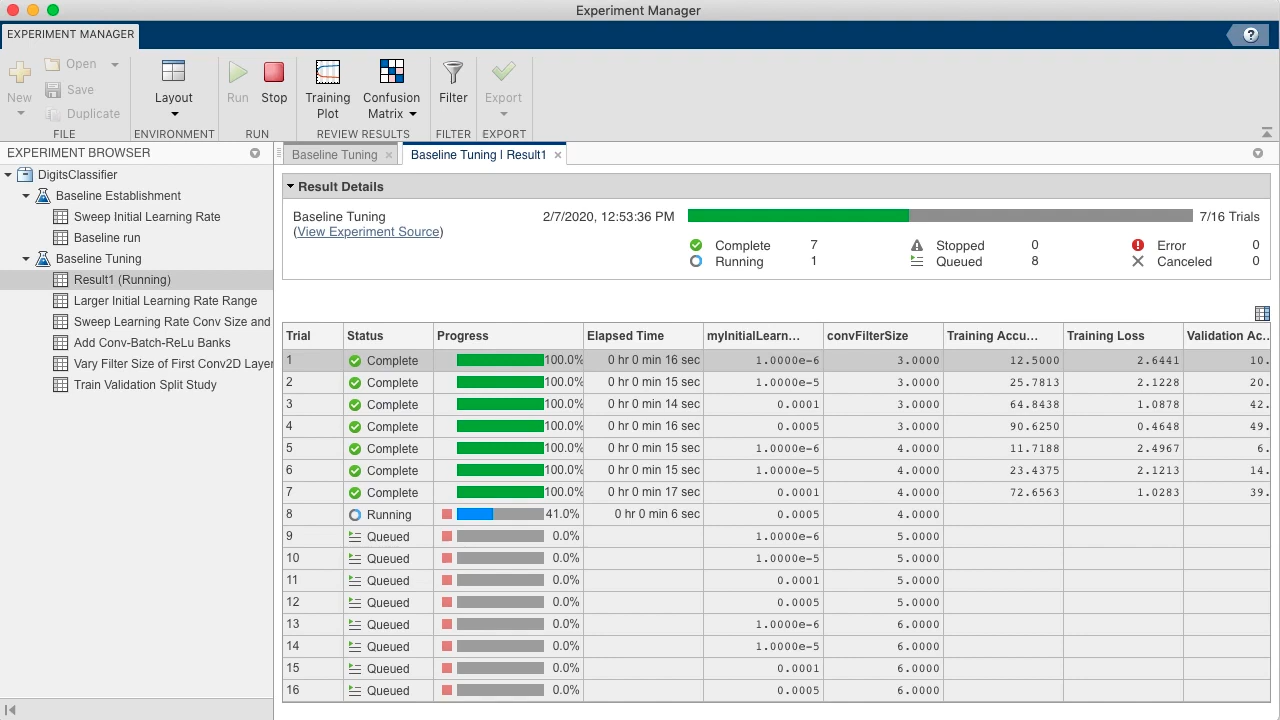 Experiment Manager
EXPERIMENT MANAGER
?
New
Open
Save
Duplicate
FILE
Layout
ENVIRONMENT
Run
Stop
RUN
Training
Plot
Confusion
Matrix
REVIEW RESULTS
Filter
FILTER
Export
EXPORT
EXPERIMENT BROWSER
DigitsClassifier
Baseline Establishment
Sweep Initial Learning Rate
Baseline run
Baseline Tuning
Result1 (Running)
Larger Initial Learning Rate Range
Sweep Learning Rate Conv Size and
Add Conv-Batch-ReLu Banks
Vary Filter Size of First Conv2D Layer
Train Validation Split Study
Baseline Tuning × Baseline Tuning | Result1 ×
Result Details
Baseline Tuning 2/7/2020, 12:53:36 PM 7/16 Trials
(View Experiment Source)
Complete 7 Stopped 0 Error 0
Running 1 Queued 8 Canceled 0
Trial Status Progress Elapsed Time myInitialLearn... convFilterSize Training Accu... Training Loss Validation Ac..
1 Complete 100.0% 0 hr 0 min 16 sec 1.0000e-6 3.0000 12.5000 2.6441 10.
2 Complete 100.0% 0 hr 0 min 15 sec 1.0000e-5 3.0000 25.7813 2.1228 20.
3 Complete 100.0% 0 hr 0 min 14 sec 0.0001 3.0000 64.8438 1.0878 42.
4 Complete 100.0% 0 hr 0 min 16 sec 0.0005 3.0000 90.6250 0.4648 49.
5 Complete 100.0% 0 hr 0 min 15 sec 1.0000e-6 4.0000 11.7188 2.4967 6.
6 Complete 100.0% 0 hr 0 min 15 sec 1.0000e-5 4.0000 23.4375 2.1213 14.
7 Complete 100.0% 0 hr 0 min 17 sec 0.0001 4.0000 72.6563 1.0283 39.
8 Running 41.0% 0 hr 0 min 6 sec 0.0005 4.0000
9 Queued 0.0% 1.0000e-6 5.0000
10 Queued 0.0% 1.0000e-5 5.0000
11 Queued 0.0% 0.0001 5.0000
12 Queued 0.0% 0.0005 5.0000
13 Queued 0.0% 1.0000e-6 6.0000
14 Queued 0.0% 1.0000e-5 6.0000
15 Queued 0.0% 0.0001 6.0000
16 Queued 0.0% 0.0005 6.0000